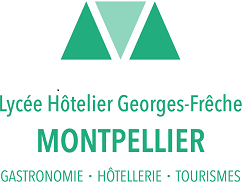 Lycée Hôtelier Georges-Frêche
MONTPELLIER
GASTRONOMIE · HÔTELLERIE · TOURISMES